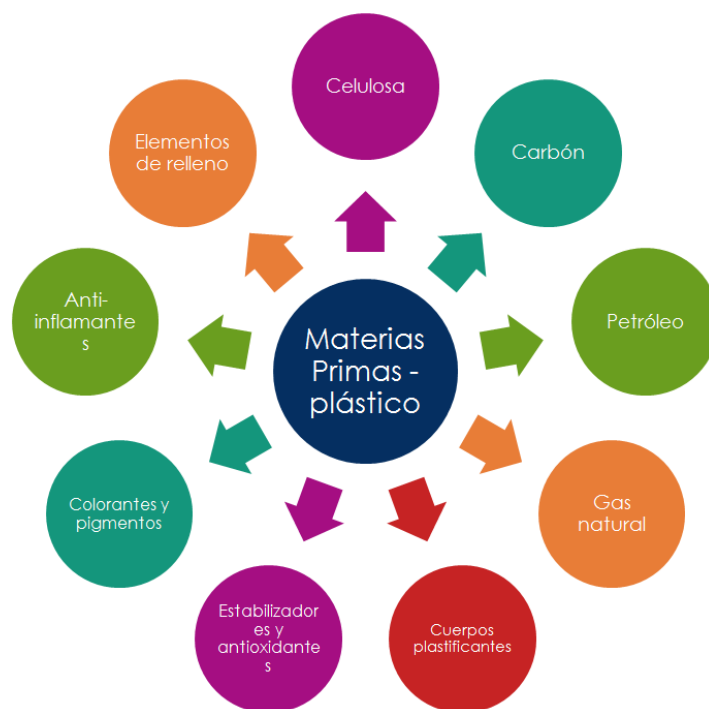 Celulosa
Carbón
Petróleo
Gas
natural
Cuerpos
plastificantes
Estabilizador
es y
antioxidante
s
Colorantes y
pigmentos
Anti-
inflamante
s
Elementos
de relleno
Materias
Primas -
plástico